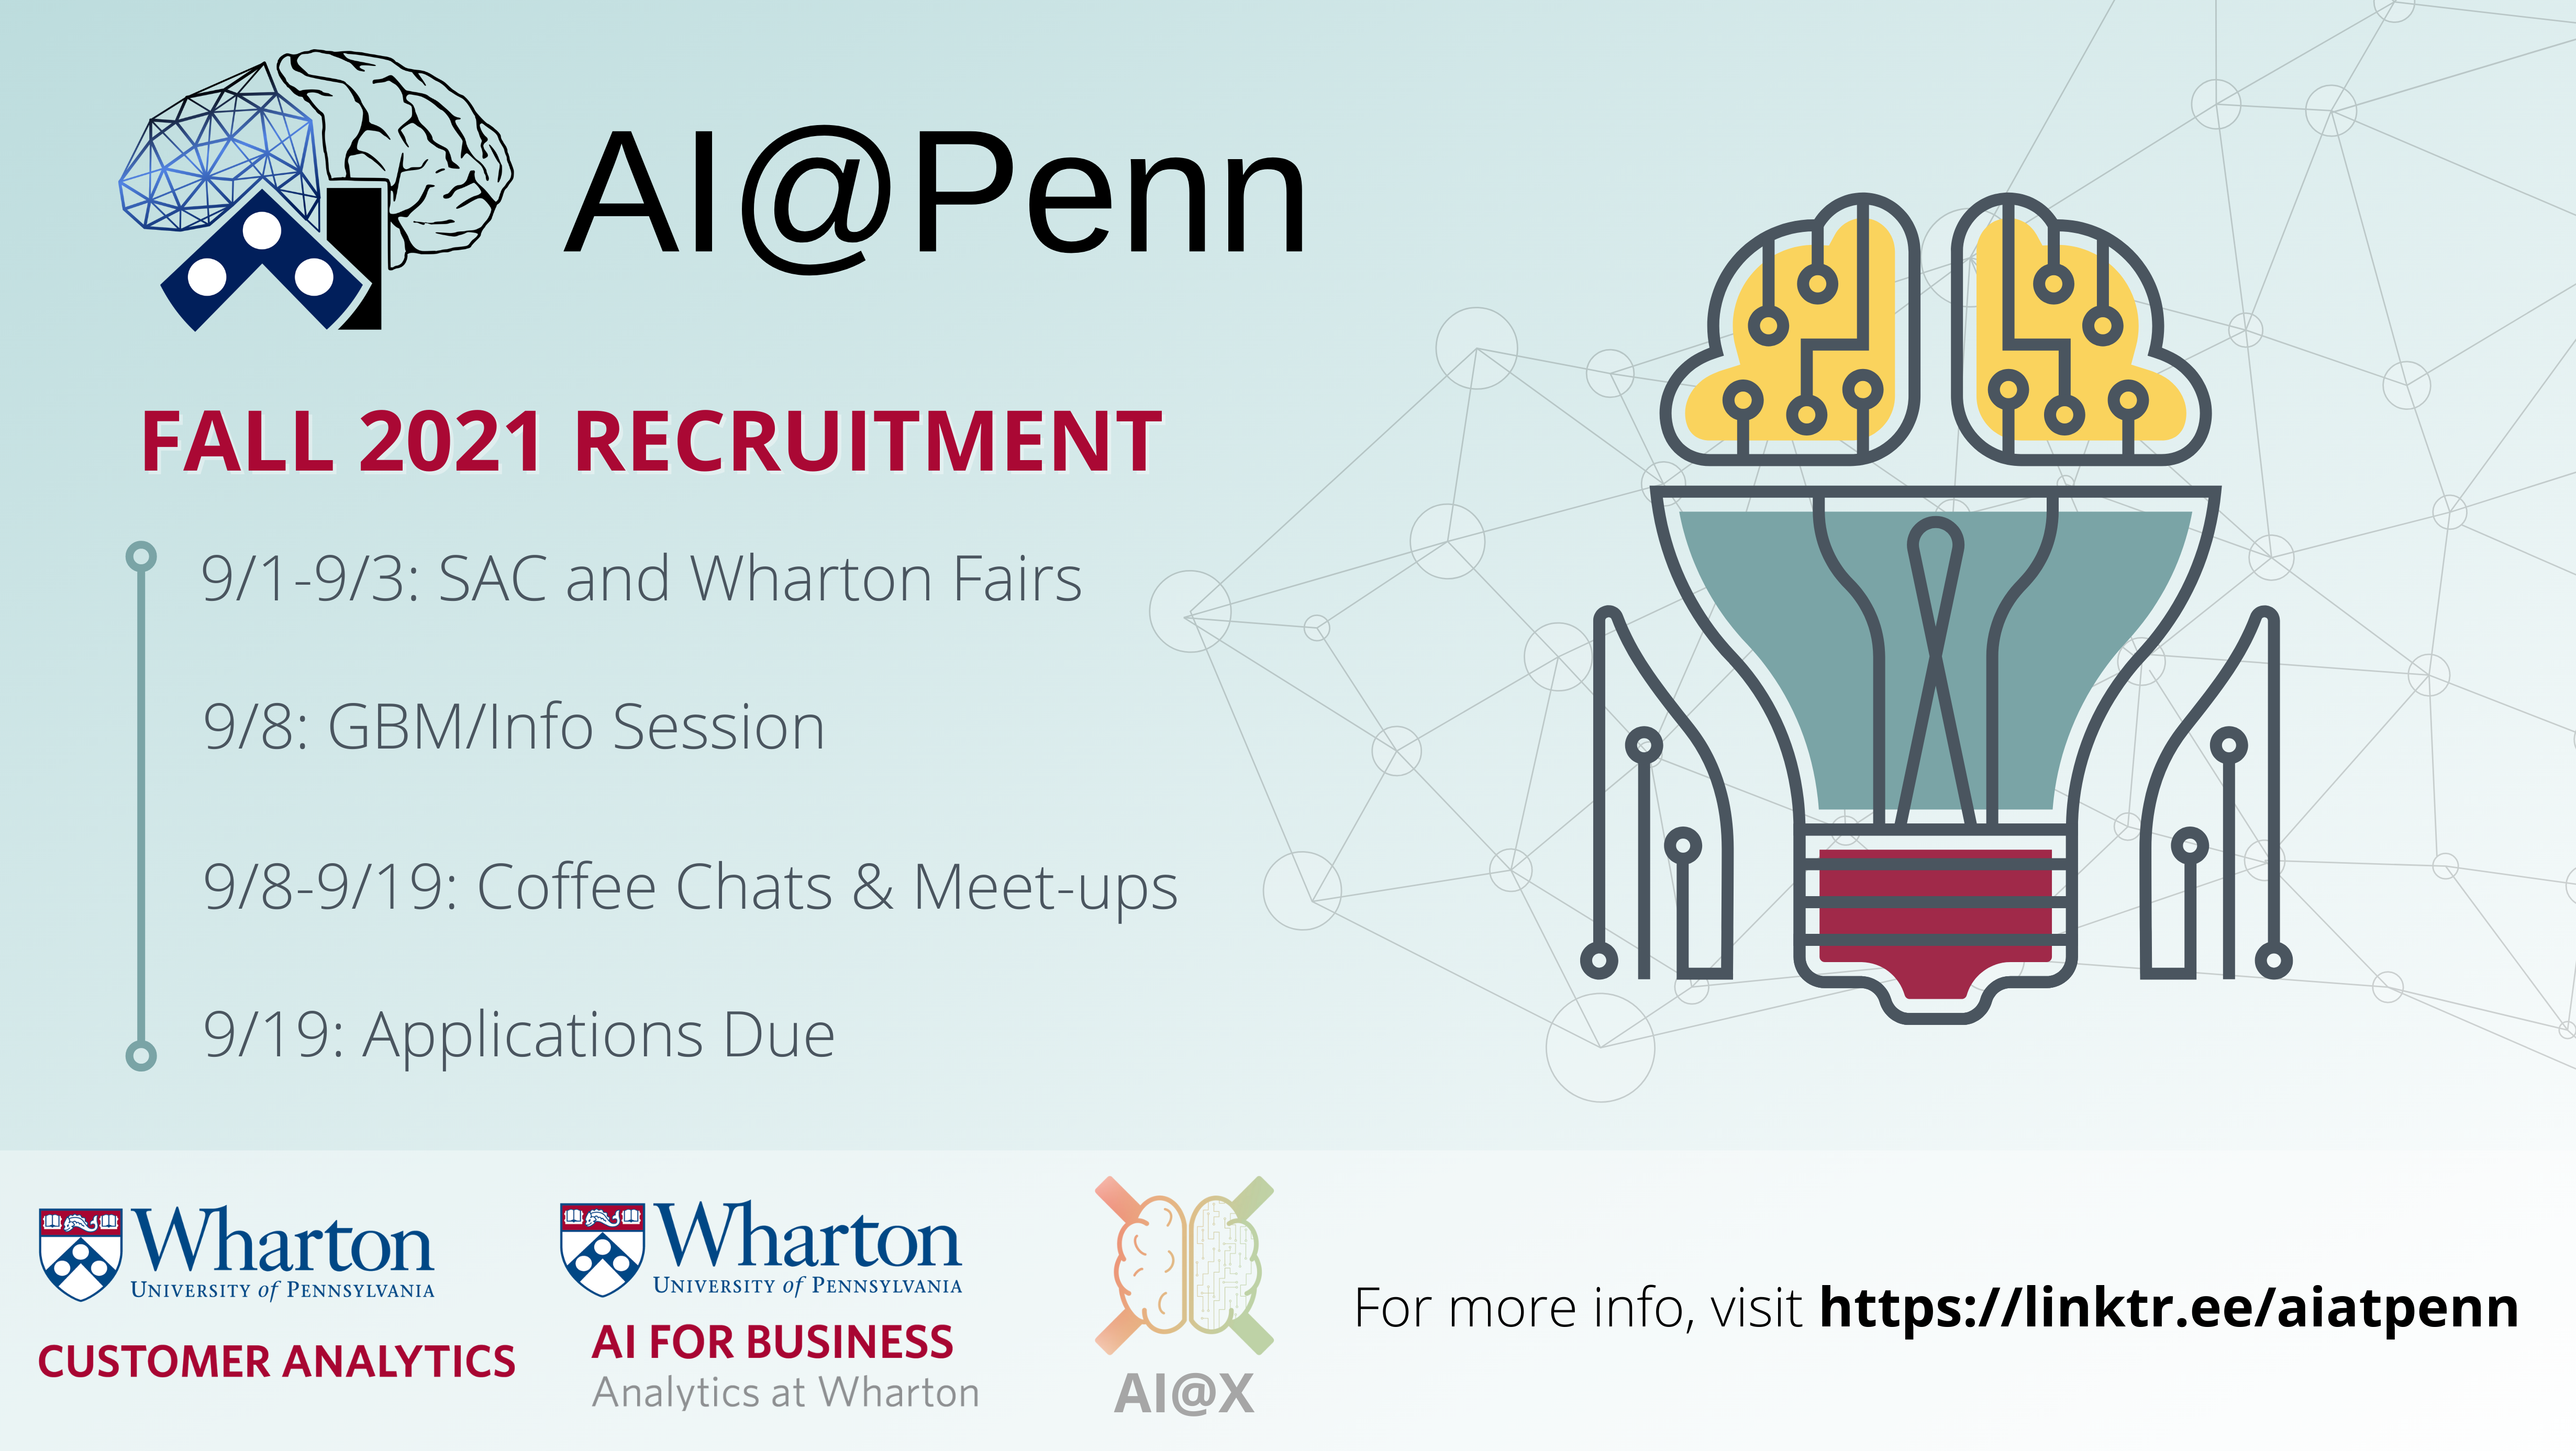 AI@Penn
FALL 2021 RECRUITMENT
9/1-9/3: SAC and Wharton Fairs
9/8: GBM/Info Session
9/8-9/19: Coffee Chats & Meet-ups
9/19: Applications Due
Wharton
UNIVERSITY of PENNSYLVANIA
CUSTOMER ANALYTICS
Wharton
UNIVERSITY of PENNSYLVANIA
AI FOR BUSINESS
Analytics at Wharton
AI@X
For more info, visit https://linktr.ee/aiatpenn